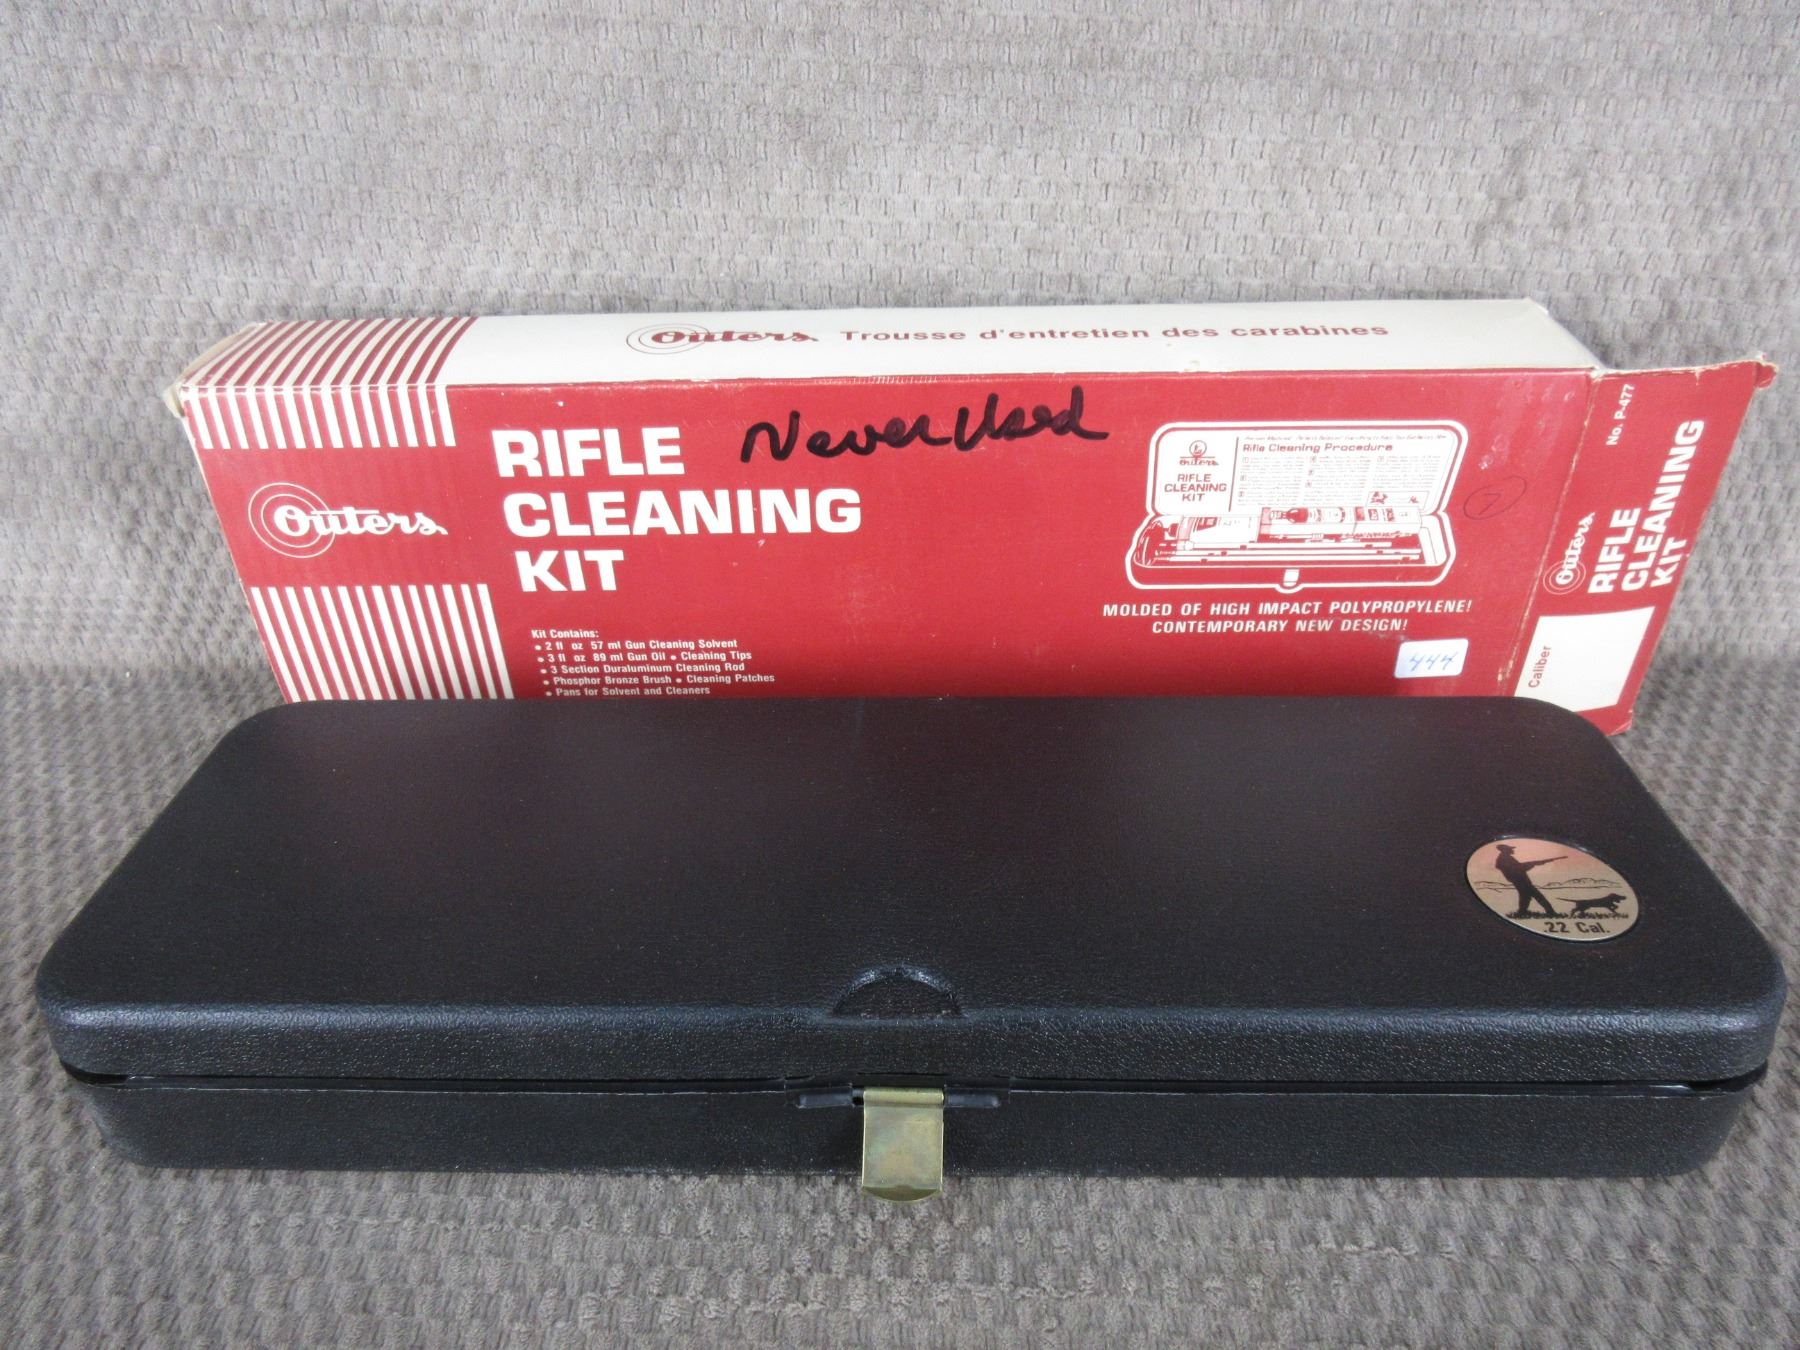 Outers Trousse d'entretien des carabines
Never Used
RIFLE
CLEANING
KIT
Outers
Kit Contains:
• 2 fl oz 57 ml Gun Cleaning Solvent
• 3 fl oz 89 ml Gun Oil • Cleaning Tips
• 3 Section Duraluminum Cleaning Rod
• Phosphor Bronze Brush • Cleaning Patches
• Pans for Solvent and Cleaners
Rifle Cleaning Procedure
Outers
RIFLE
CLEANING
KIT
7
MOLDED OF HIGH IMPACT POLYPROPYLENE!
CONTEMPORARY NEW DESIGN!
444
No. P-477
Outers
RIFLE
CLEANING
KIT
Caliber
.22 Cal.